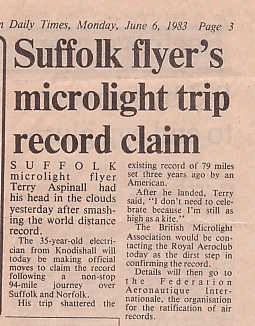 n Daily Times, Monday, June 6, 1983 Page 3
Suffolk flyer's
microlight trip
record claim
SUFFOLK
microlight flyer
Terry Aspinall had
his head in the clouds
yesterday after smash-
ing the world distance
record.
The 35-year-old electri-
cian from Knodishall will
today be making official
moves to claim the record
following a non-stop
94-mile journey over
Suffolk and Norfolk.
His trip shattered the
existing record of 79 miles
set three years ago by an
American.
After he landed, Terry
said, "I don't need to cele-
brate because I'm still as
high as a kite."
The British Microlight
Association would be con-
tacting the Royal Aeroclub
today as the dirst step in
confirming the record.
Details will then go to
the Federation
Aeronautique Inter-
nationale, the organisation
for the ratification of air
records.